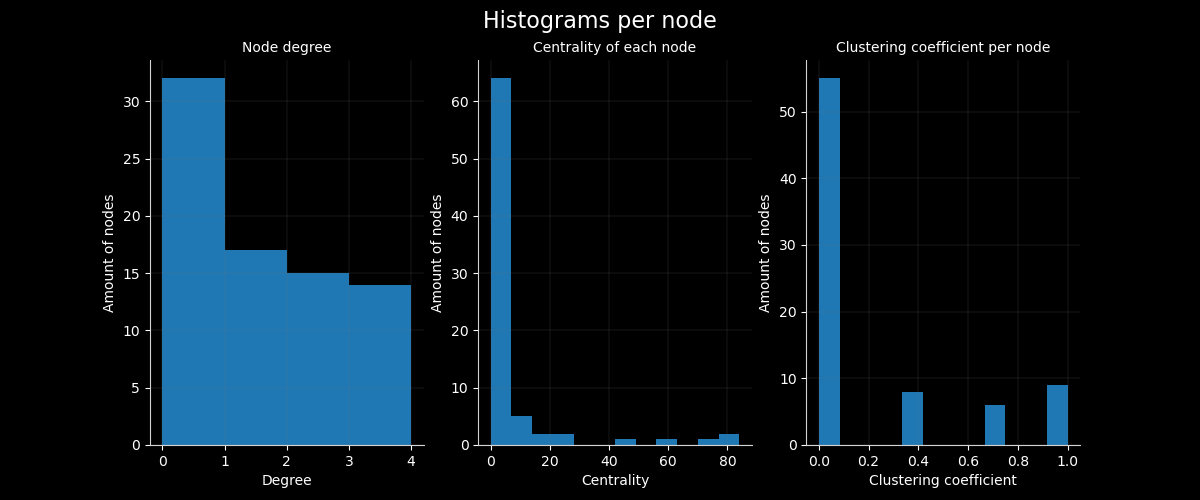 Histograms per node
Node degree
Amount of nodes
30
25
20
15
10
5
0
0 1 2 3 4
Degree
Centrality of each node
Amount of nodes
60
50
40
30
20
10
0
0 20 40 60 80
Centrality
Clustering coefficient per node
Amount of nodes
50
40
30
20
10
0
0.0 0.2 0.4 0.6 0.8 1.0
Clustering coefficient